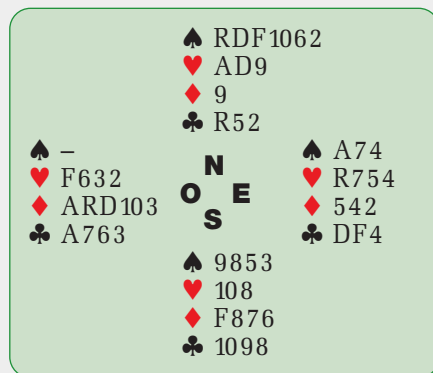 ♠ RDF1062
♥ AD9
♦ 9
♣ R52
♠ –
♥ F632
♦ ARD103
♣ A763
N
O E
S
♠ A74
♥ R754
♦ 542
♣ DF4
♠ 9853
♥ 108
♦ F876
♣ 1098